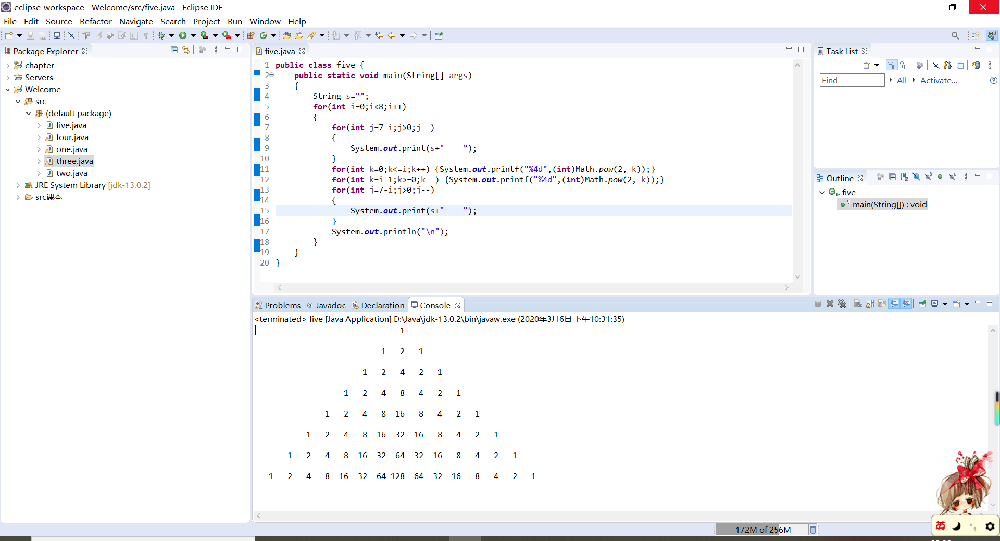 eclipse-workspace - Welcome/src/five.java - Eclipse IDE
File Edit Source Refactor Navigate Search Project Run Window Help
Package Explorer
chapter
Servers
Welcome
src
(default package)
five.java
four.java
one.java
three.java
two.java
JRE System Library [jdk-13.0.2]
src课本
five.java
1 public class five {
2     public static void main(String[] args)
3     {
4         String s="";
5         for(int i=0;i<8;i++)
6         {
7             for(int j=7-i;j>0;j--)
8             {
9                 System.out.print(s+"    ");
10             }
11             for(int k=0;k<=i;k++) {System.out.printf("%4d",(int)Math.pow(2, k));}
12             for(int k=i-1;k>=0;k--) {System.out.printf("%4d",(int)Math.pow(2, k));}
13             for(int j=7-i;j>0;j--)
14             {
15                 System.out.print(s+"    ");
16             }
17             System.out.println("\n");
18         }
19     }
20 }
Task List
Find All Activate...
Outline
five
main(String[]) : void
Problems @ Javadoc Declaration Console
<terminated> five [Java Application] D:\Java\jdk-13.0.2\bin\javaw.exe (2020年3月6日 下午10:31:35)
1
1 2 1
1 2 4 2 1
1 2 4 8 4 2 1
1 2 4 8 16 8 4 2 1
1 2 4 8 16 32 16 8 4 2 1
1 2 4 8 16 32 64 32 16 8 4 2 1
1 2 4 8 16 32 64 128 64 32 16 8 4 2 1
172M of 256M